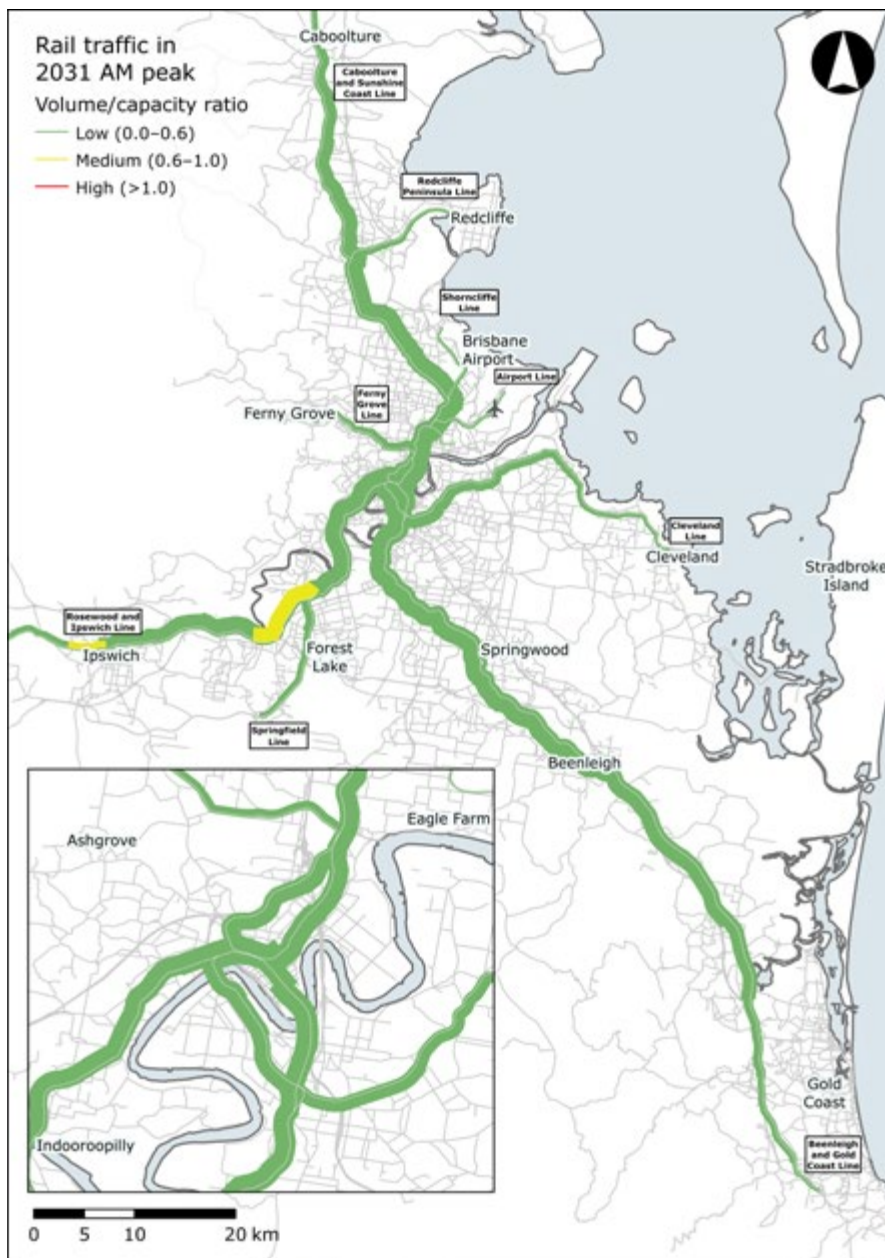 Rail traffic in
2031 AM peak
Volume/capacity ratio
Low (0.0–0.6)
Medium (0.6–1.0)
High (>1.0)
Caboolture
Caboolture
and Sunshine
Coast Line
Redcliffe
Peninsula Line
Redcliffe
Shorncliffe
Line
Brisbane
Airport
Airport Line
Ferny
Grove
Line
Ferny Grove
Cleveland
Line
Cleveland
Stradbroke
Island
Rosewood and
Ipswich Line
Ipswich
Forest
Lake
Springwood
Springfield
Line
Beenleigh
Ashgrove
Eagle Farm
Indooroopilly
Gold
Coast
Beenleigh
and Gold
Coast Line
0 5 10 20 km